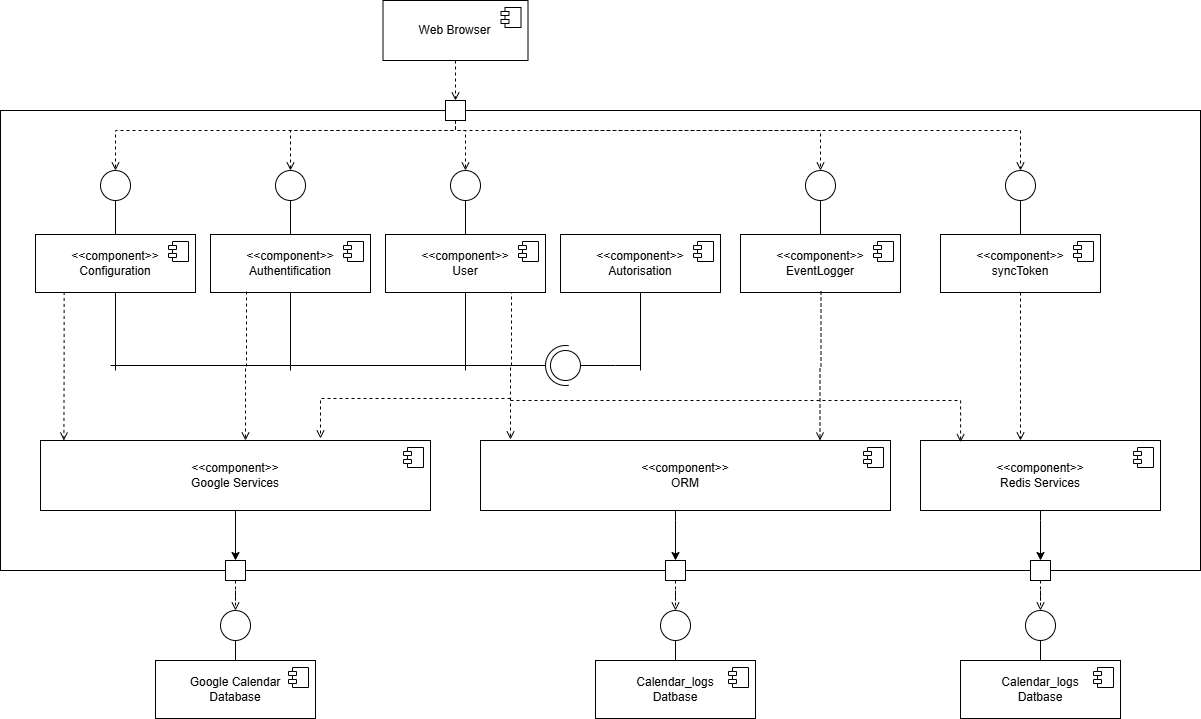 Web Browser
<<component>>
Configuration
<<component>>
Authentification
<<component>>
User
<<component>>
Autorisation
<<component>>
EventLogger
<<component>>
syncToken
<<component>>
Google Services
<<component>>
ORM
<<component>>
Redis Services
Google Calendar
Database
Calendar_logs
Datbase
Calendar_logs
Datbase